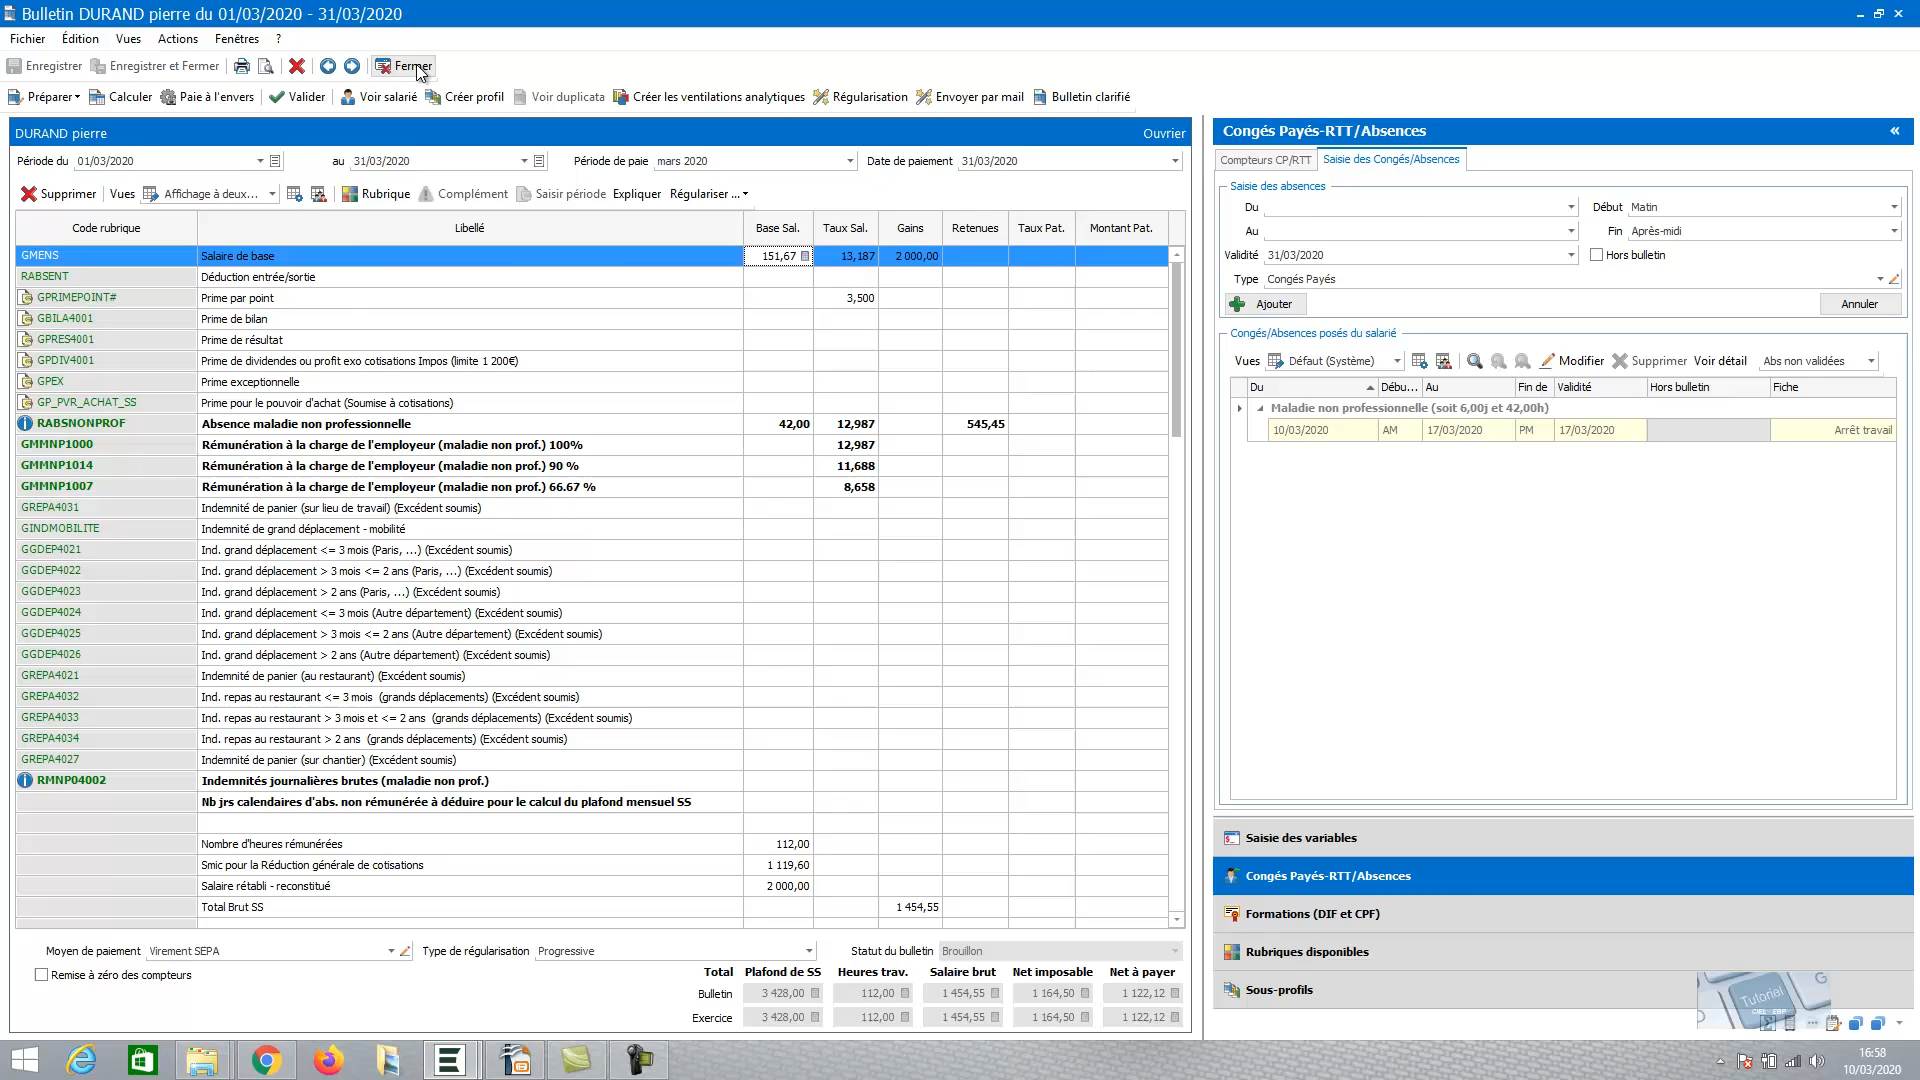 Bulletin DURAND pierre du 01/03/2020 - 31/03/2020
Fichier Édition Vues Actions Fenêtres ?
Enregistrer Enregistrer et Fermer Fermer
Préparer Calculer Paie à l'envers Valider Voir salarié Créer profil Voir duplicata Créer les ventilations analytiques Régularisation Envoyer par mail Bulletin clarifié
DURAND pierre Ouvrier
Période du 01/03/2020 au 31/03/2020 Période de paie mars 2020 Date de paiement 31/03/2020
Supprimer Vues Affichage à deux... Rubrique Complément Saisir période Expliquer Régulariser ...
Code rubrique Libellé Base Sal. Taux Sal. Gains Retenues Taux Pat. Montant Pat.
GMENS Salaire de base 151,67 13,187 2 000,00
RABSENT Déduction entrée/sortie
GPRIMEPOINT# Prime par point 3,500
GBILA4001 Prime de bilan
GPRES4001 Prime de résultat
GPDIV4001 Prime de dividendes ou profit exo cotisations Impos (limite 1 200€)
GPEX Prime exceptionnelle
GP_PVR_ACHAT_SS Prime pour le pouvoir d'achat (Soumise à cotisations)
RABSNONPROF Absence maladie non professionnelle 42,00 12,987 545,45
GMMNP1000 Rémunération à la charge de l'employeur (maladie non prof.) 100% 12,987
GMMNP1014 Rémunération à la charge de l'employeur (maladie non prof.) 90 % 11,688
GMMNP1007 Rémunération à la charge de l'employeur (maladie non prof.) 66.67 % 8,658
GREPA4031 Indemnité de panier (sur lieu de travail) (Excédent soumis)
GINDMOBILITE Indemnité de grand déplacement - mobilité
GGDEP4021 Ind. grand déplacement <= 3 mois (Paris, ...) (Excédent soumis)
GGDEP4022 Ind. grand déplacement > 3 mois <= 2 ans (Paris, ...) (Excédent soumis)
GGDEP4023 Ind. grand déplacement > 2 ans (Paris, ...) (Excédent soumis)
GGDEP4024 Ind. grand déplacement <= 3 mois (Autre département) (Excédent soumis)
GGDEP4025 Ind. grand déplacement > 3 mois <= 2 ans (Autre département) (Excédent soumis)
GGDEP4026 Ind. grand déplacement > 2 ans (Autre département) (Excédent soumis)
GREPA4021 Indemnité de panier (au restaurant) (Excédent soumis)
GREPA4032 Ind. repas au restaurant <= 3 mois (grands déplacements) (Excédent soumis)
GREPA4033 Ind. repas au restaurant > 3 mois et <= 2 ans (grands déplacements) (Excédent soumis)
GREPA4034 Ind. repas au restaurant > 2 ans (grands déplacements) (Excédent soumis)
GREPA4027 Indemnité de panier (sur chantier) (Excédent soumis)
RMNP04002 Indemnités journalières brutes (maladie non prof.)
Nb jrs calendaires d'abs. non rémunérée à déduire pour le calcul du plafond mensuel SS
Nombre d'heures rémunérées 112,00
Smic pour la Réduction générale de cotisations 1 119,60
Salaire rétabli - reconstitué 2 000,00
Total Brut SS 1 454,55
Moyen de paiement Virement SEPA Type de régularisation Progressive Statut du bulletin Brouillon
Remise à zéro des compteurs
Total Plafond de SS Heures trav. Salaire brut Net imposable Net à payer
Bulletin 3 428,00 112,00 1 454,55 1 164,50 1 122,12
Exercice 3 428,00 112,00 1 454,55 1 164,50 1 122,12
Congés Payés-RTT/Absences
Compteurs CP/RTT Saisie des Congés/Absences
Saisie des absences
Du Début Matin
Au Fin Après-midi
Validité 31/03/2020 Hors bulletin
Type Congés Payés
Ajouter Annuler
Congés/Absences posés du salarié
Vues Défaut (Système) Modifier Supprimer Voir détail Abs non validées
Du Débu... Au Fin de Validité Hors bulletin Fiche
Maladie non professionnelle (soit 6,00j et 42,00h)
10/03/2020 AM 17/03/2020 PM 17/03/2020 Arrêt travail
Saisie des variables
Congés Payés-RTT/Absences
Formations (DIF et CPF)
Rubriques disponibles
Sous-profils
Tutoriel
CIEL EBP
16:58
10/03/2020